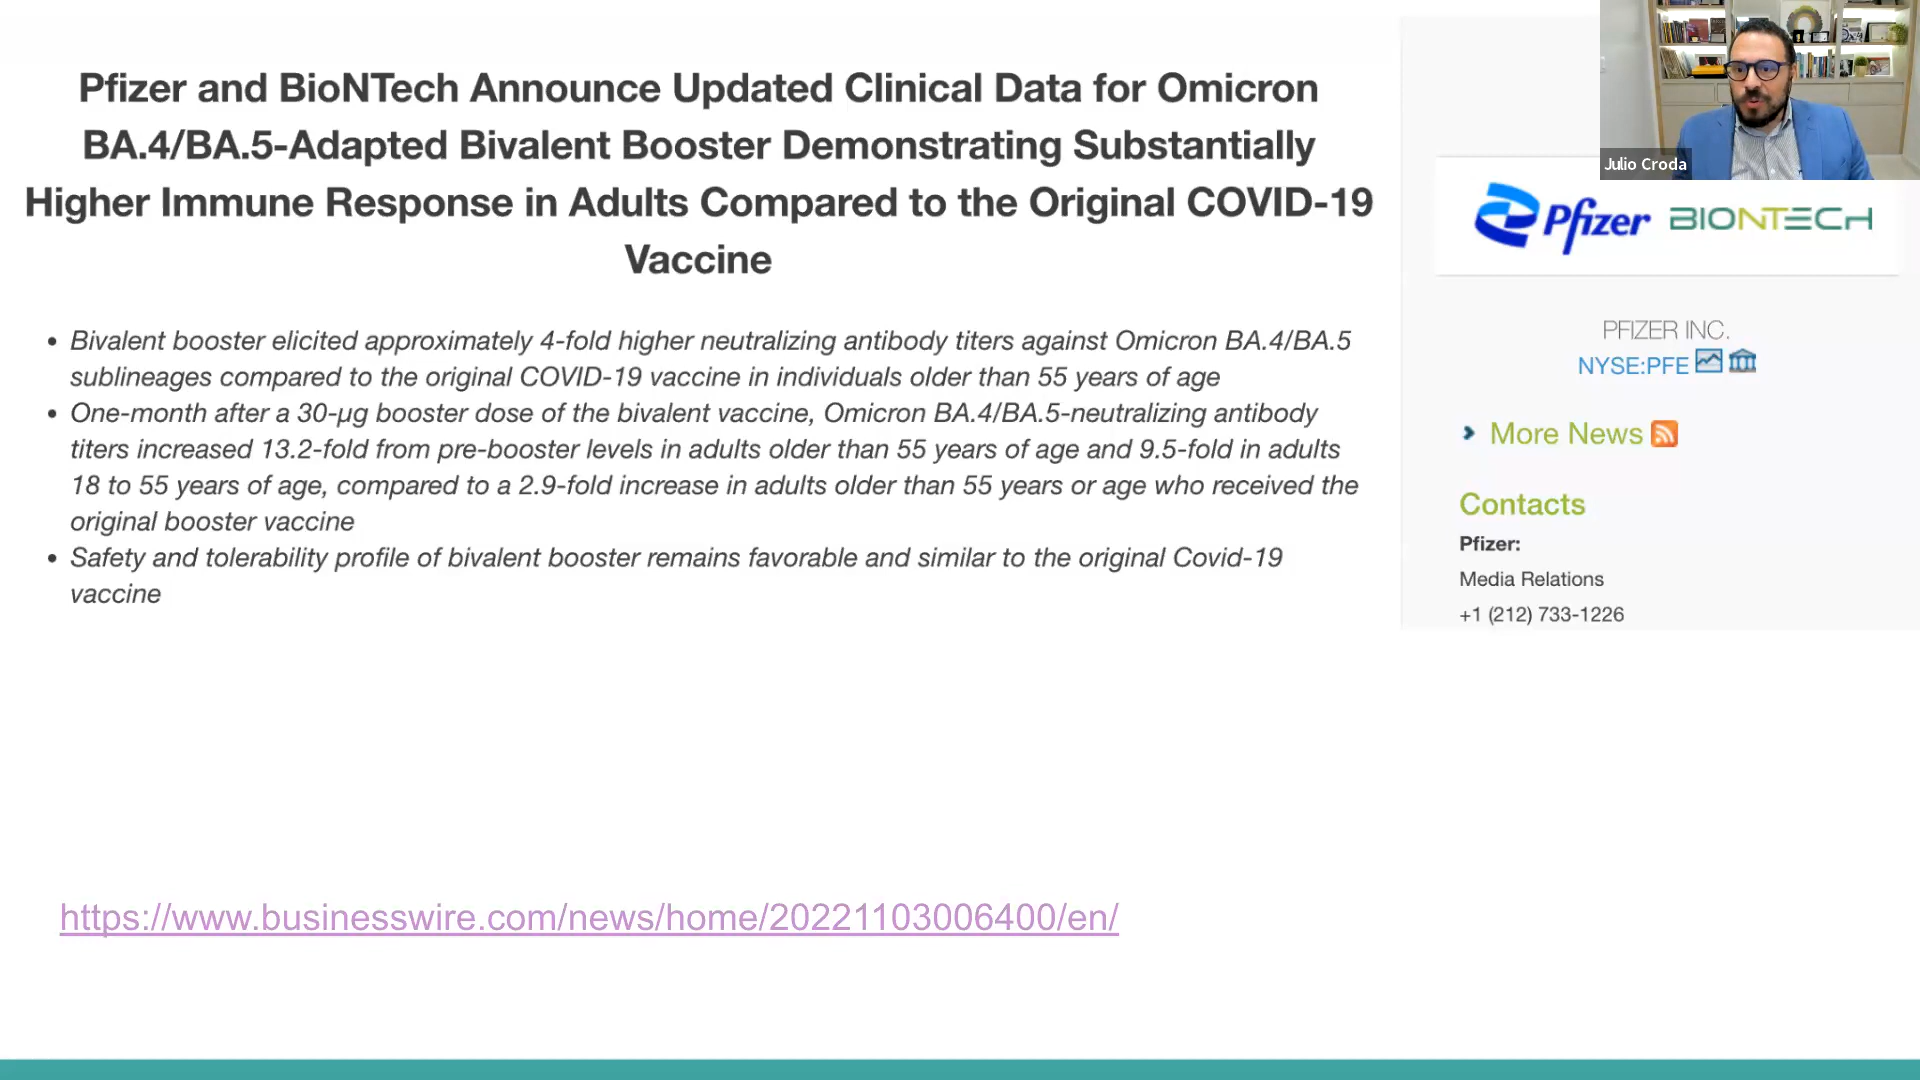 Pfizer and BioNTech Announce Updated Clinical Data for Omicron
BA.4/BA.5-Adapted Bivalent Booster Demonstrating Substantially
Higher Immune Response in Adults Compared to the Original COVID-19
Vaccine
• Bivalent booster elicited approximately 4-fold higher neutralizing antibody titers against Omicron BA.4/BA.5
sublineages compared to the original COVID-19 vaccine in individuals older than 55 years of age
• One-month after a 30-µg booster dose of the bivalent vaccine, Omicron BA.4/BA.5-neutralizing antibody
titers increased 13.2-fold from pre-booster levels in adults older than 55 years of age and 9.5-fold in adults
18 to 55 years of age, compared to a 2.9-fold increase in adults older than 55 years or age who received the
original booster vaccine
• Safety and tolerability profile of bivalent booster remains favorable and similar to the original Covid-19
vaccine
Julio Croda
Pfizer BIONTECH
PFIZER INC.
NYSE:PFE
More News
Contacts
Pfizer:
Media Relations
+1 (212) 733-1226
https://www.businesswire.com/news/home/20221103006400/en/